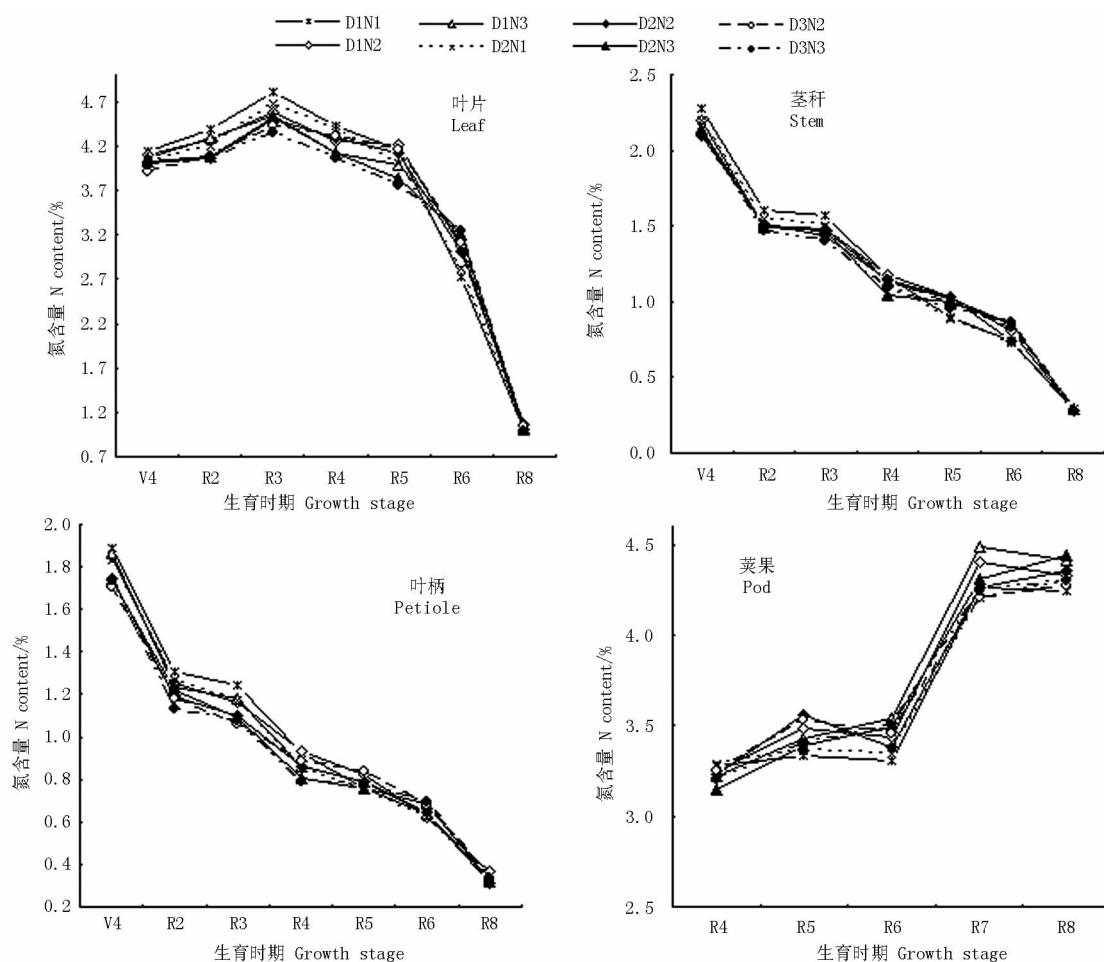 D1N1 D1N3 D2N2 D3N2
D1N2 D2N1 D2N3 D3N3
叶片
Leaf
氮含量 N content/%
4.7
4.2
3.7
3.2
2.7
2.2
1.7
1.2
0.7
V4 R2 R3 R4 R5 R6 R8
生育时期 Growth stage
茎秆
Stem
氮含量 N content/%
2.5
2.0
1.5
1.0
0.5
0.0
V4 R2 R3 R4 R5 R6 R8
生育时期 Growth stage
叶柄
Petiole
氮含量 N content/%
2.0
1.8
1.6
1.4
1.2
1.0
0.8
0.6
0.4
0.2
V4 R2 R3 R4 R5 R6 R8
生育时期 Growth stage
荚果
Pod
氮含量 N content/%
4.5
4.0
3.5
3.0
2.5
R4 R5 R6 R7 R8
生育时期 Growth stage